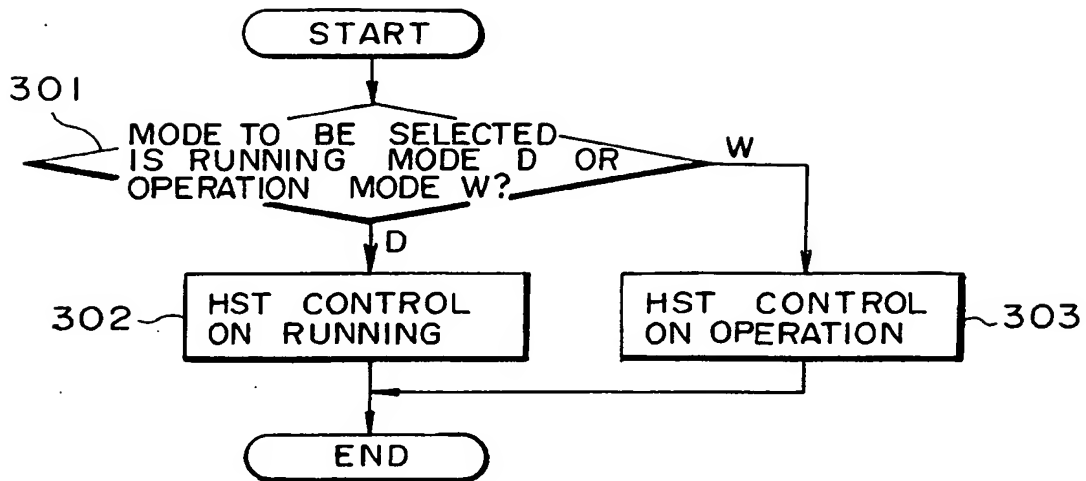 START
301
MODE TO BE SELECTED
IS RUNNING MODE D OR
OPERATION MODE W?
W
D
302
HST CONTROL
ON RUNNING
HST CONTROL
ON OPERATION
303
END